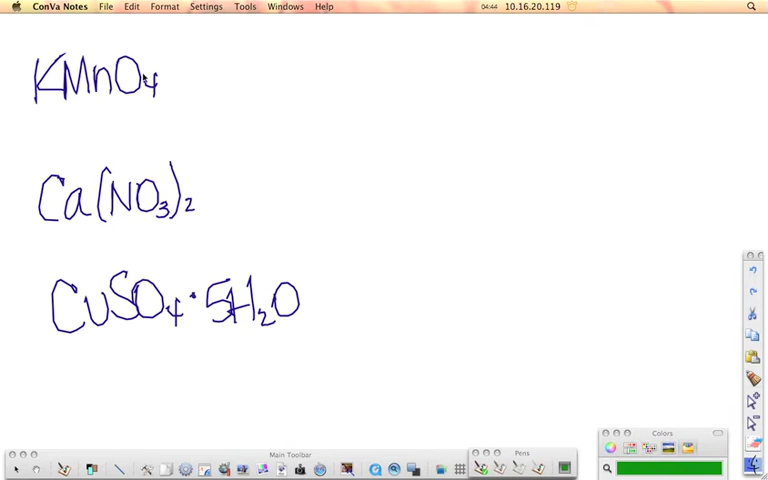 ConVa Notes File Edit Format Settings Tools Windows Help 04:44 10.16.20.119
KMnO₄
Ca(NO₃)₂
CuSO₄·5H₂O
Colors
Main Toolbar
Pens